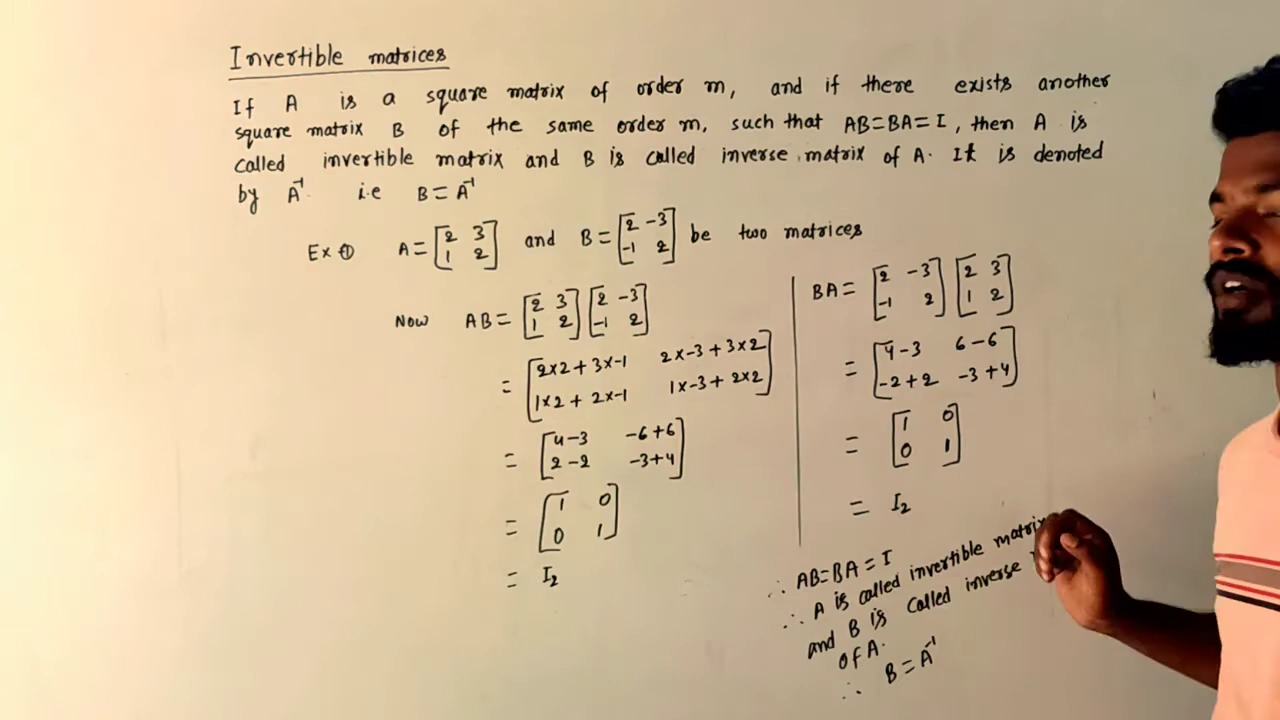 Invertible matrices
If A is a square matrix of order m, and if there exists another
square matrix B of the same order m, such that AB=BA=I, then A is
called invertible matrix and B is called inverse matrix of A. It is denoted
by A⁻¹. i.e B = A⁻¹
Ex ① A = [2 3; 1 2] and B = [2 -3; -1 2] be two matrices
Now AB = [2 3; 1 2] [2 -3; -1 2]
= [2×2+3×-1 2×-3+3×2; 1×2+2×-1 1×-3+2×2]
= [4-3 -6+6; 2-2 -3+4]
= [1 0; 0 1]
= I₂
BA = [2 -3; -1 2] [2 3; 1 2]
= [4-3 6-6; -2+2 -3+4]
= [1 0; 0 1]
= I₂
∴ AB=BA=I
∴ A is called invertible matrix
and B is called inverse
of A.
∴ B = A⁻¹